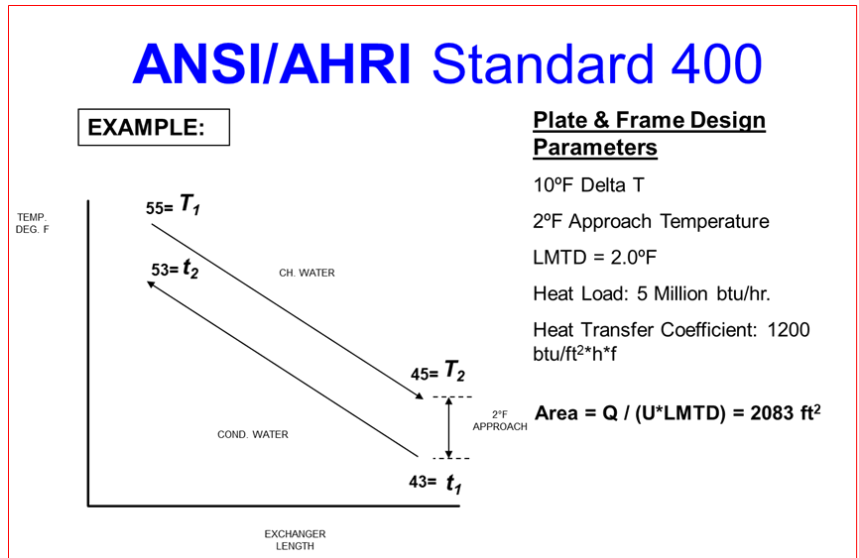 ANSI/AHRI Standard 400
EXAMPLE:
TEMP.
DEG. F
55= T₁
53= t₂
CH. WATER
45= T₂
2°F
APPROACH
COND. WATER
43= t₁
EXCHANGER
LENGTH
Plate & Frame Design
Parameters
10ºF Delta T
2ºF Approach Temperature
LMTD = 2.0ºF
Heat Load: 5 Million btu/hr.
Heat Transfer Coefficient: 1200
btu/ft²*h*f
Area = Q / (U*LMTD) = 2083 ft²